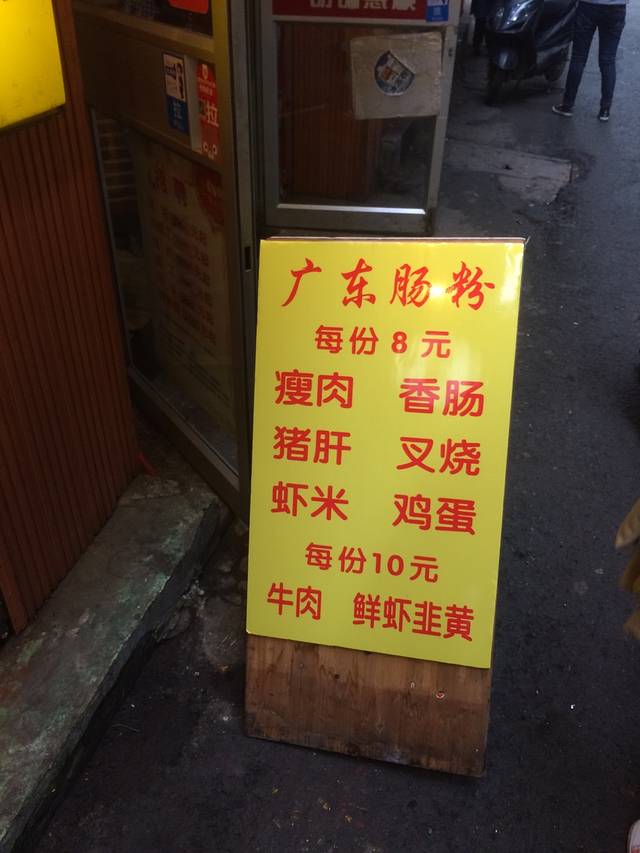 广东肠粉
每份8元
瘦肉 香肠
猪肝 叉烧
虾米 鸡蛋
每份10元
牛肉 鲜虾韭黄